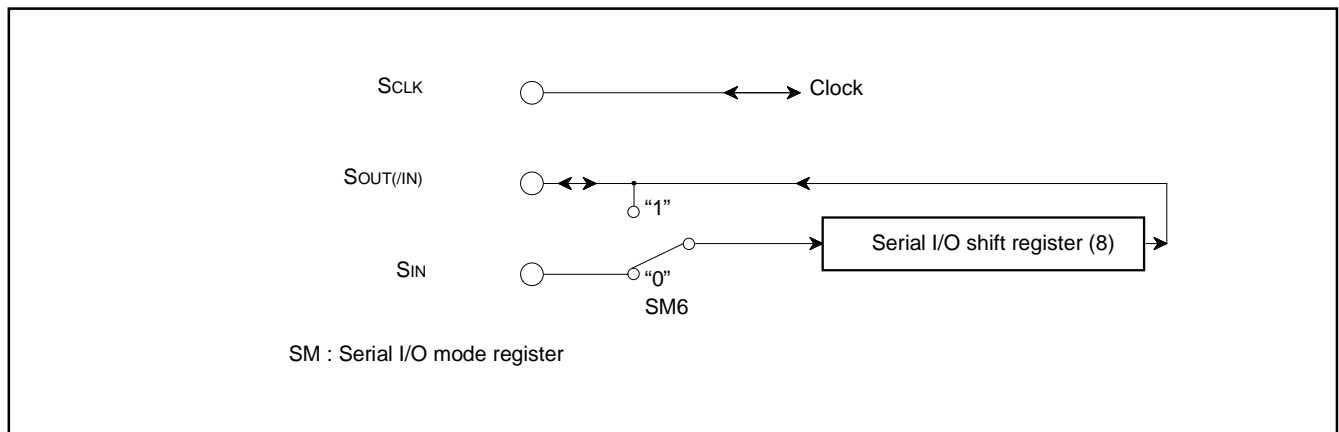 SCLK
Clock
SOUT(/IN)
“1”
Serial I/O shift register (8)
SIN
“0”
SM6
SM : Serial I/O mode register